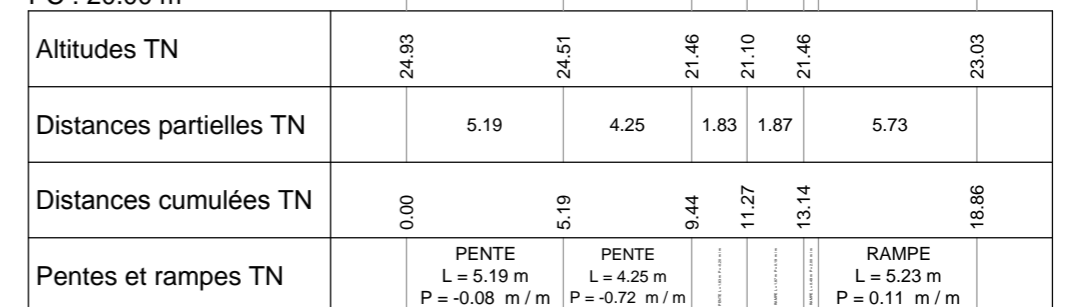 PC : 20.00 m
Altitudes TN 24.93 24.51 21.46 21.10 21.46 23.03
Distances partielles TN 5.19 4.25 1.83 1.87 5.73
Distances cumulées TN 0.00 5.19 9.44 11.27 13.14 18.86
Pentes et rampes TN
PENTE
L = 5.19 m
P = -0.08 m / m
PENTE
L = 4.25 m
P = -0.72 m / m
RAMPE
L = 5.23 m
P = 0.11 m / m